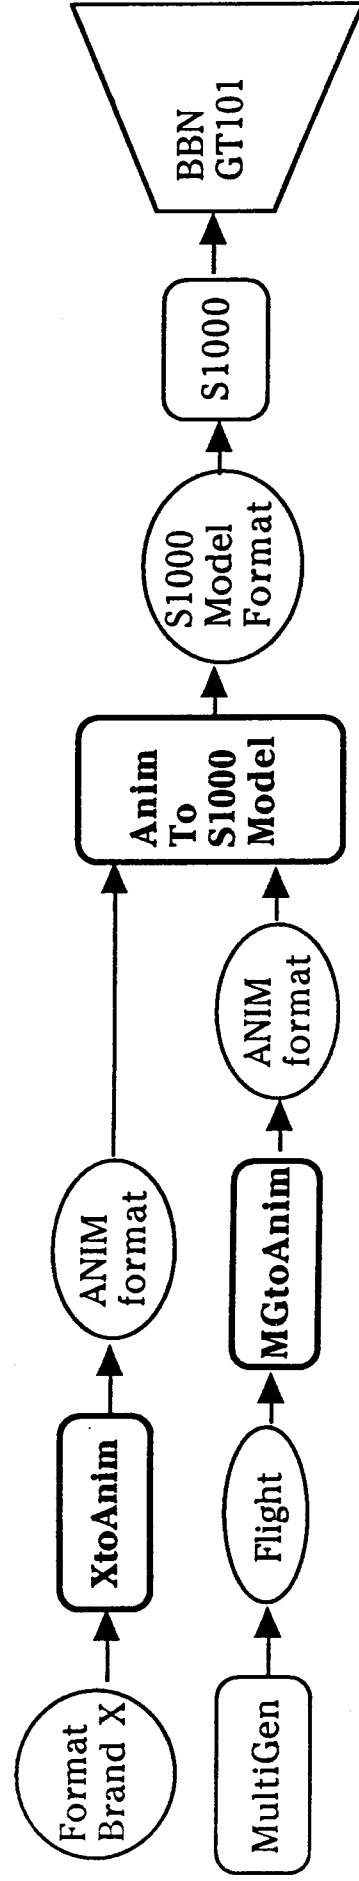 Format
Brand X
XtoAnim
ANIM
format
MultiGen
Flight
MGtoAnim
ANIM
format
Anim
To
S1000
Model
S1000
Model
Format
S1000
BBN
GT101